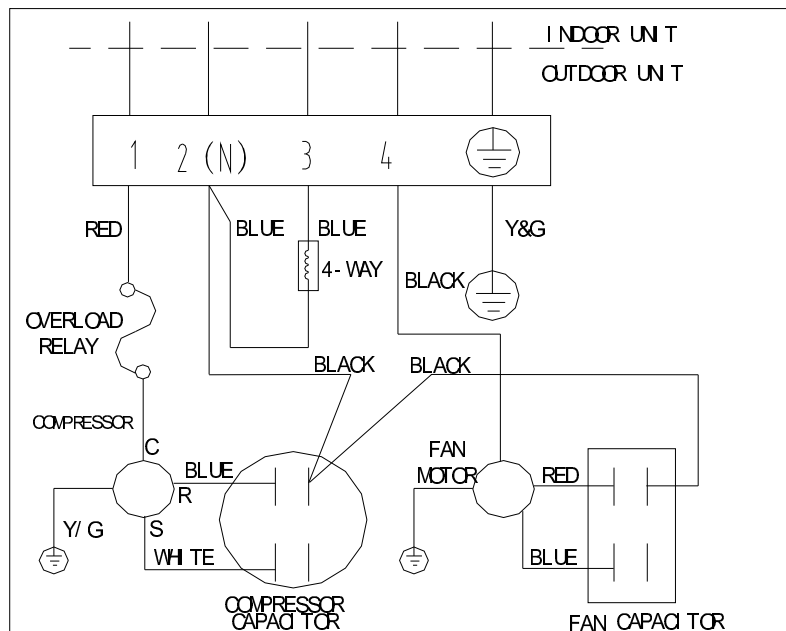 INDOOR UNIT
OUTDOOR UNIT
1 2(N) 3 4
RED
BLUE
BLUE
Y&G
4-WAY
BLACK
OVERLOAD
RELAY
BLACK
BLACK
COMPRESSOR
C
FAN
MOTOR
BLUE
R
RED
Y/G
S
WHITE
BLUE
COMPRESSOR
CAPACITOR
FAN CAPACITOR